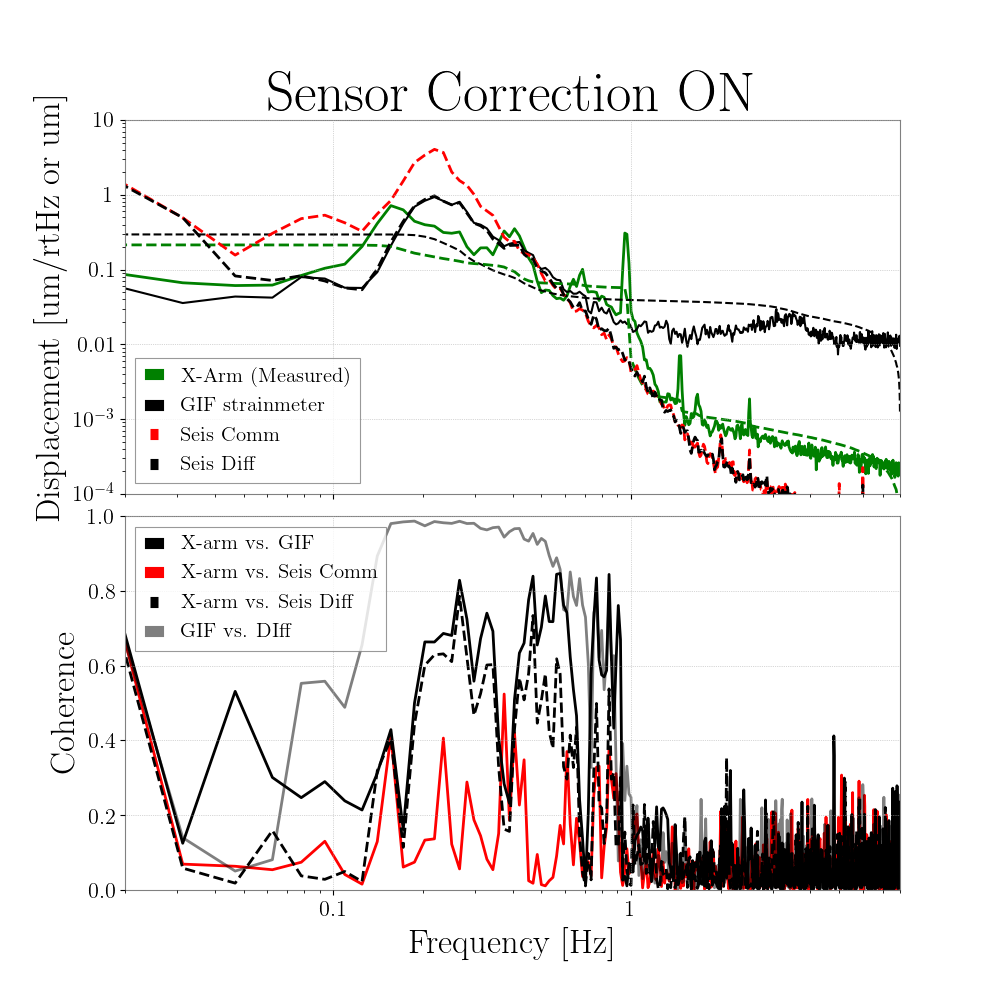 Sensor Correction ON
Displacement [um/rtHz or um]
10
1
0.1
0.01
10⁻³
10⁻⁴
X-Arm (Measured)
GIF strainmeter
Seis Comm
Seis Diff
Coherence
1.0
0.8
0.6
0.4
0.2
0.0
X-arm vs. GIF
X-arm vs. Seis Comm
X-arm vs. Seis Diff
GIF vs. DIff
0.1
1
Frequency [Hz]